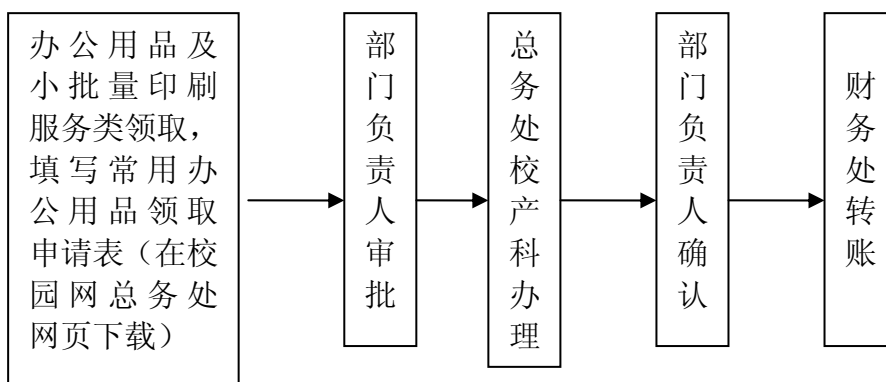 办公用品及
小批量印刷
服务类领取，
填写常用办
公用品领取
申请表（在校
园网总务处
网页下载）
部门负责人审批
总务处校产科办理
部门负责人确认
财务处转账